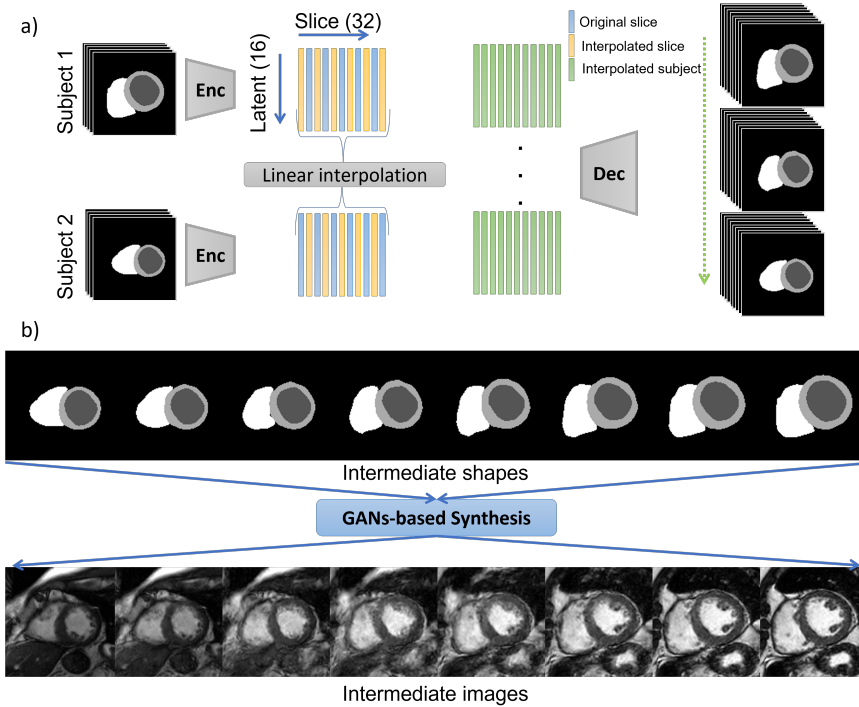 a)
Subject 1
Enc
Slice (32)
Latent (16)
Original slice
Interpolated slice
Interpolated subject
Linear interpolation
Dec
Subject 2
Enc
b)
Intermediate shapes
GANs-based Synthesis
Intermediate images